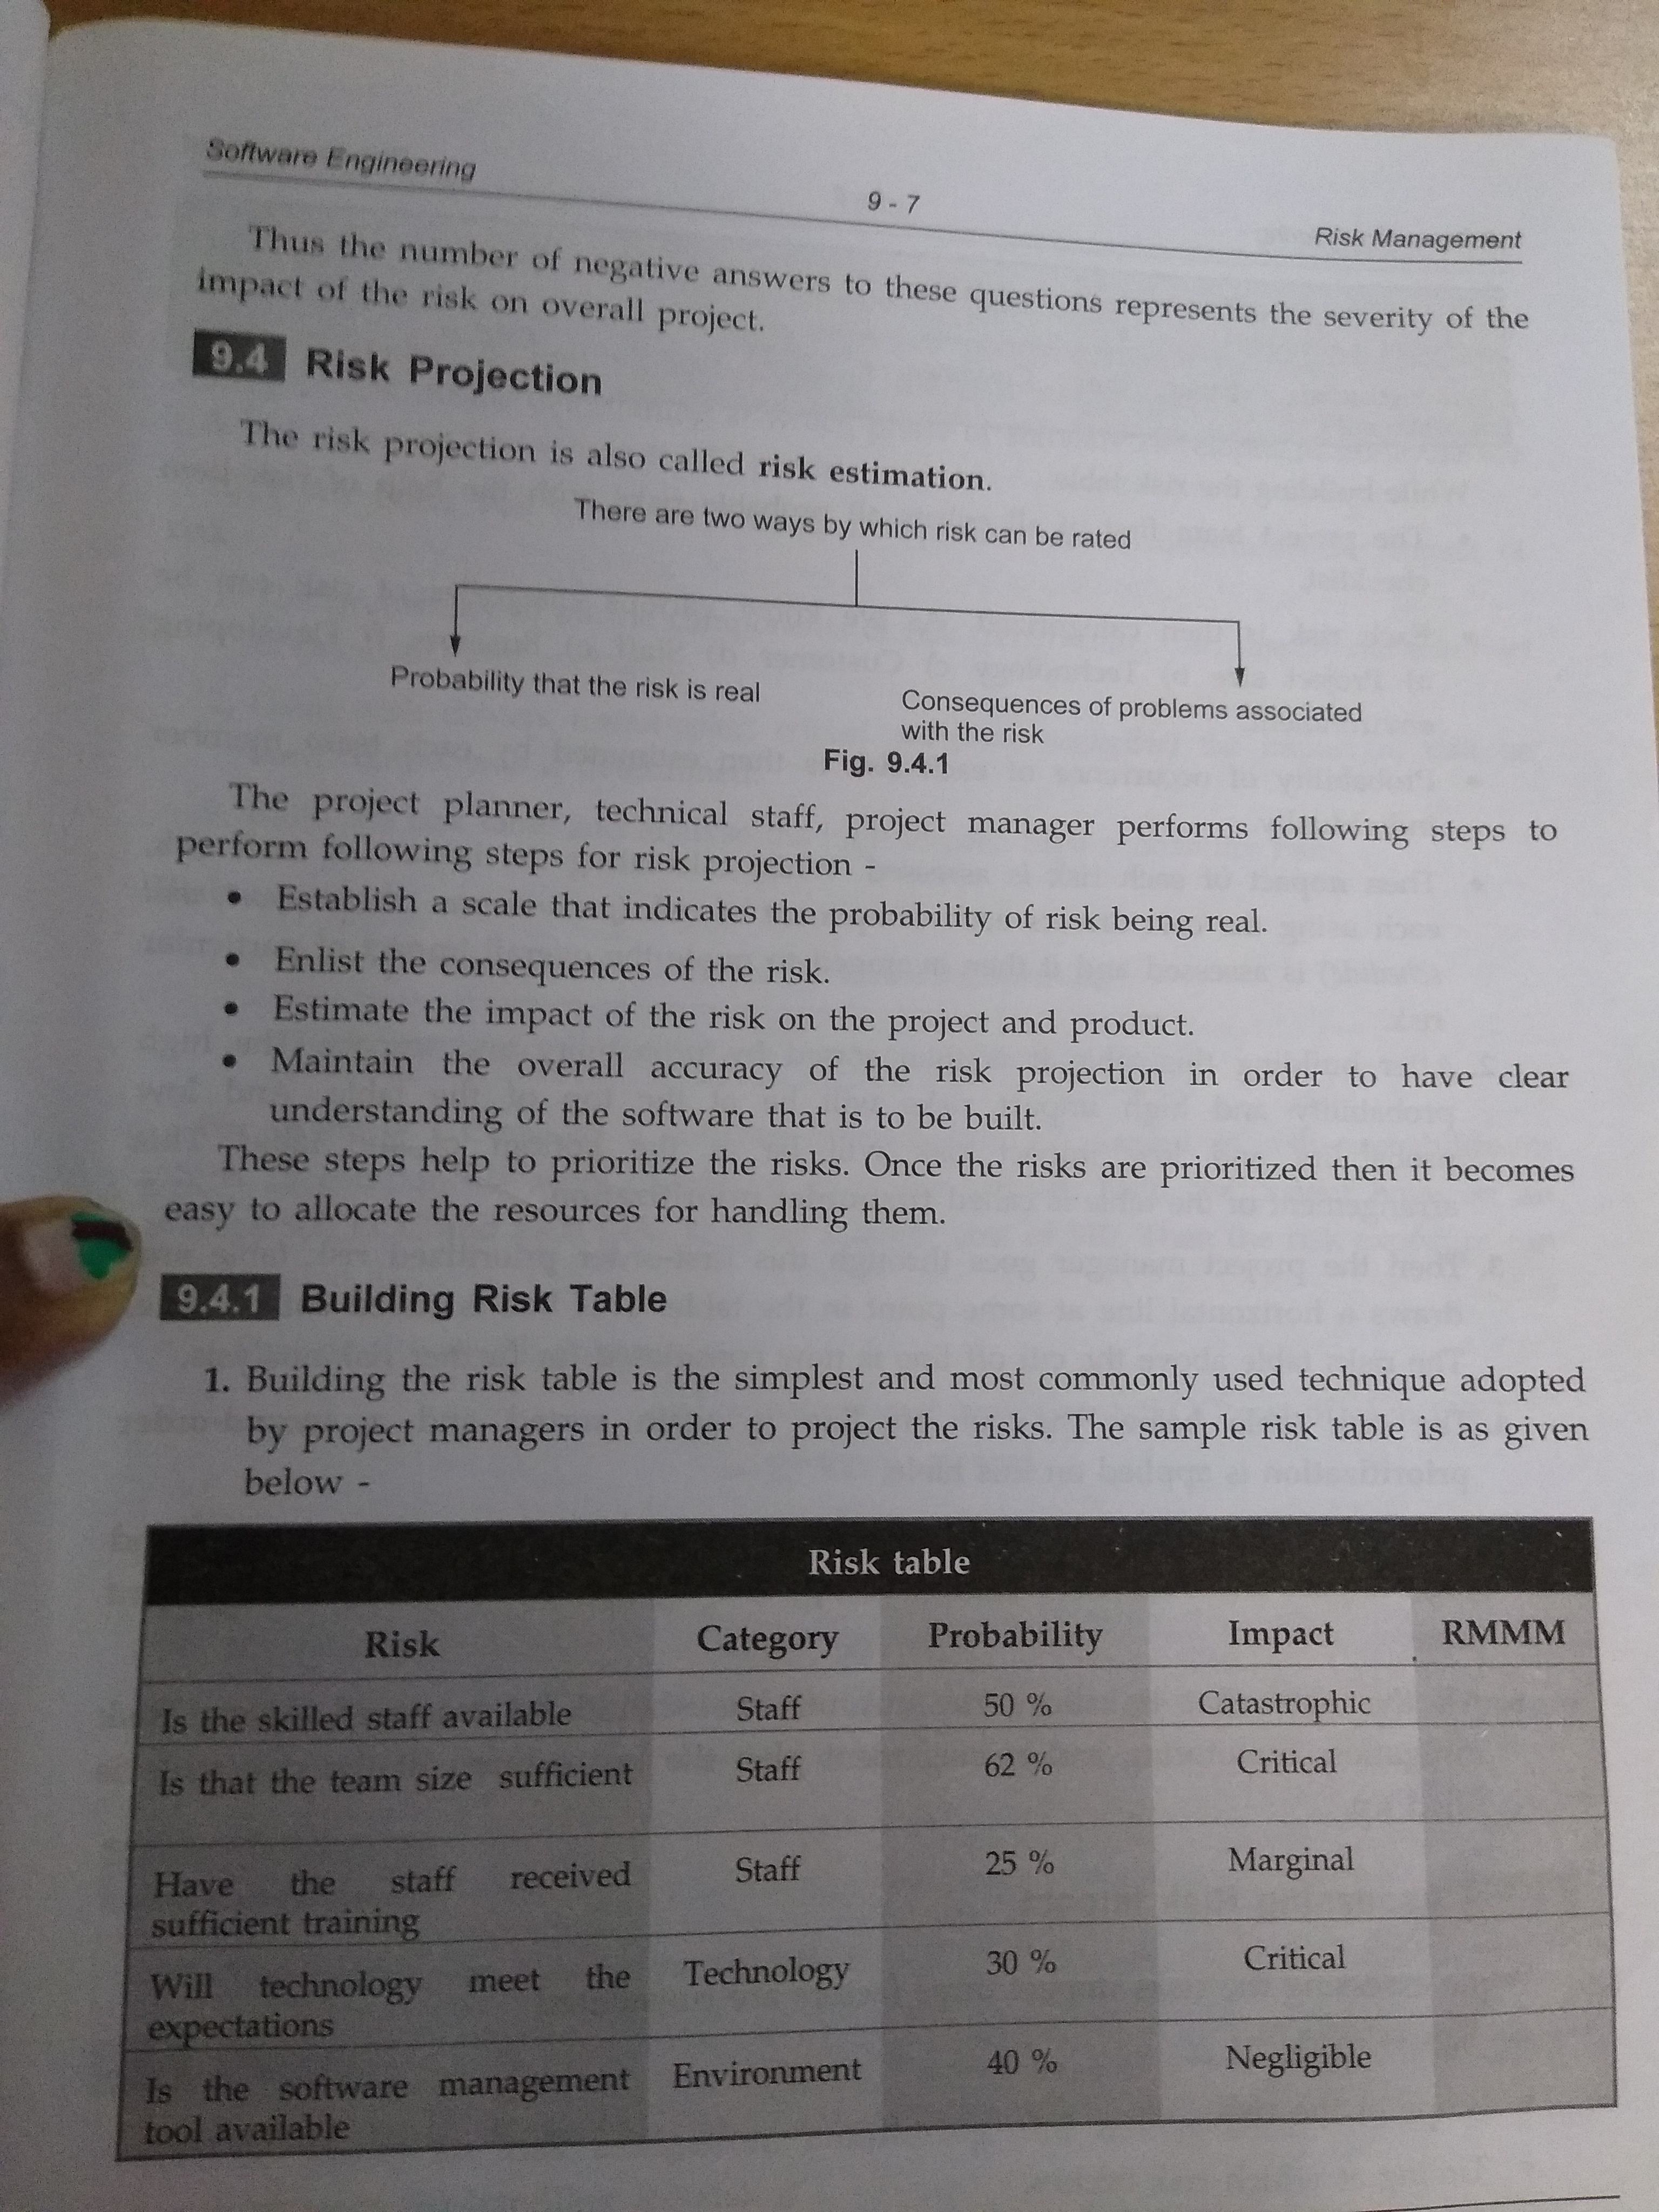 Software Engineering
9 - 7
Risk Management
Thus the number of negative answers to these questions represents the severity of the
impact of the risk on overall project.
9.4 Risk Projection
The risk projection is also called risk estimation.
There are two ways by which risk can be rated
Probability that the risk is real
Consequences of problems associated
with the risk
Fig. 9.4.1
The project planner, technical staff, project manager performs following steps to
perform following steps for risk projection -
• Establish a scale that indicates the probability of risk being real.
• Enlist the consequences of the risk.
• Estimate the impact of the risk on the project and product.
• Maintain the overall accuracy of the risk projection in order to have clear
understanding of the software that is to be built.
These steps help to prioritize the risks. Once the risks are prioritized then it becomes
easy to allocate the resources for handling them.
9.4.1 Building Risk Table
1. Building the risk table is the simplest and most commonly used technique adopted
by project managers in order to project the risks. The sample risk table is as given
below -
Risk table
Risk Category Probability Impact RMMM
Is the skilled staff available Staff 50 % Catastrophic
Is that the team size sufficient Staff 62 % Critical
Have the staff received Staff 25 % Marginal
sufficient training
Will technology meet the Technology 30 % Critical
expectations
Is the software management Environment 40 % Negligible
tool available